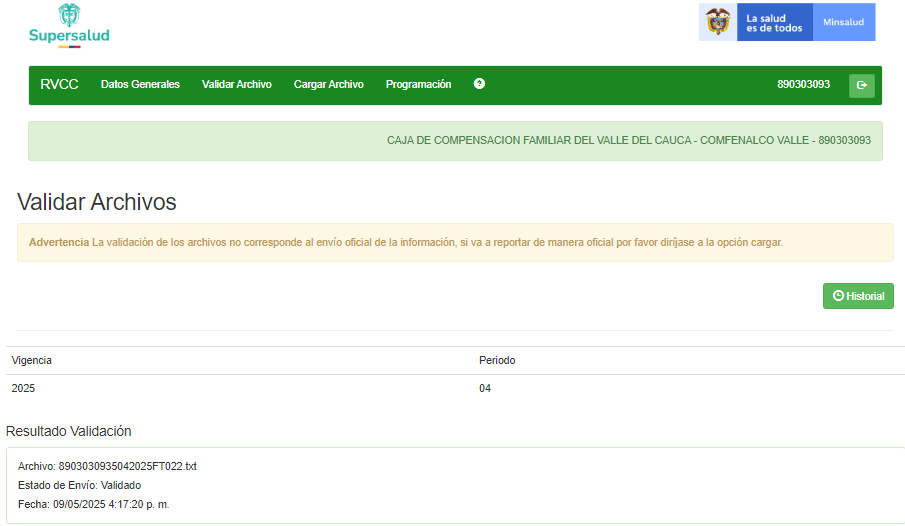 Supersalud
La salud
es de todos
Minsalud
RVCC Datos Generales Validar Archivo Cargar Archivo Programación ? 890303093
CAJA DE COMPENSACION FAMILIAR DEL VALLE DEL CAUCA - COMFENALCO VALLE - 890303093
Validar Archivos
Advertencia La validación de los archivos no corresponde al envío oficial de la información, si va a reportar de manera oficial por favor diríjase a la opción cargar.
Historial
Vigencia Periodo
2025 04
Resultado Validación
Archivo: 8903030935042025FT022.txt
Estado de Envío: Validado
Fecha: 09/05/2025 4:17:20 p. m.